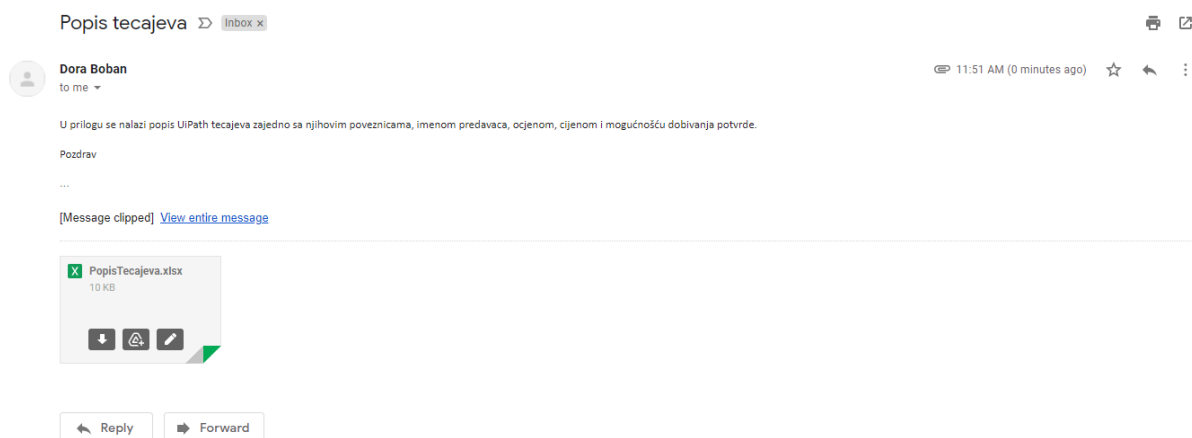 Popis tecajeva Inbox ×
Dora Boban 11:51 AM (0 minutes ago)
to me
U prilogu se nalazi popis UiPath tecajeva zajedno sa njihovim poveznicama, imenom predavaca, ocjenom, cijenom i mogućnošću dobivanja potvrde.
Pozdrav
...
[Message clipped] View entire message
X PopisTecajeva.xlsx
10 KB
Reply Forward